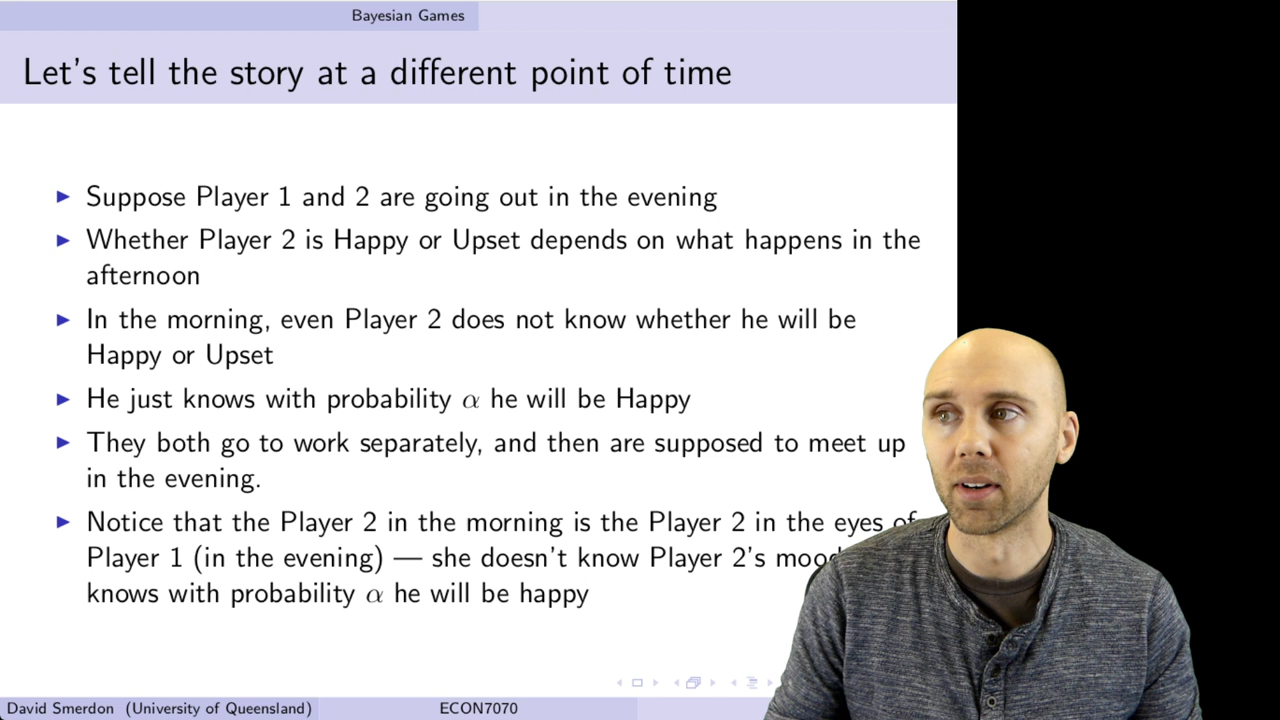 Bayesian Games
Let's tell the story at a different point of time
▶ Suppose Player 1 and 2 are going out in the evening
▶ Whether Player 2 is Happy or Upset depends on what happens in the
afternoon
▶ In the morning, even Player 2 does not know whether he will be
Happy or Upset
▶ He just knows with probability α he will be Happy
▶ They both go to work separately, and then are supposed to meet up
in the evening.
▶ Notice that the Player 2 in the morning is the Player 2 in the eyes of
Player 1 (in the evening) — she doesn't know Player 2's mood
knows with probability α he will be happy
David Smerdon (University of Queensland) ECON7070